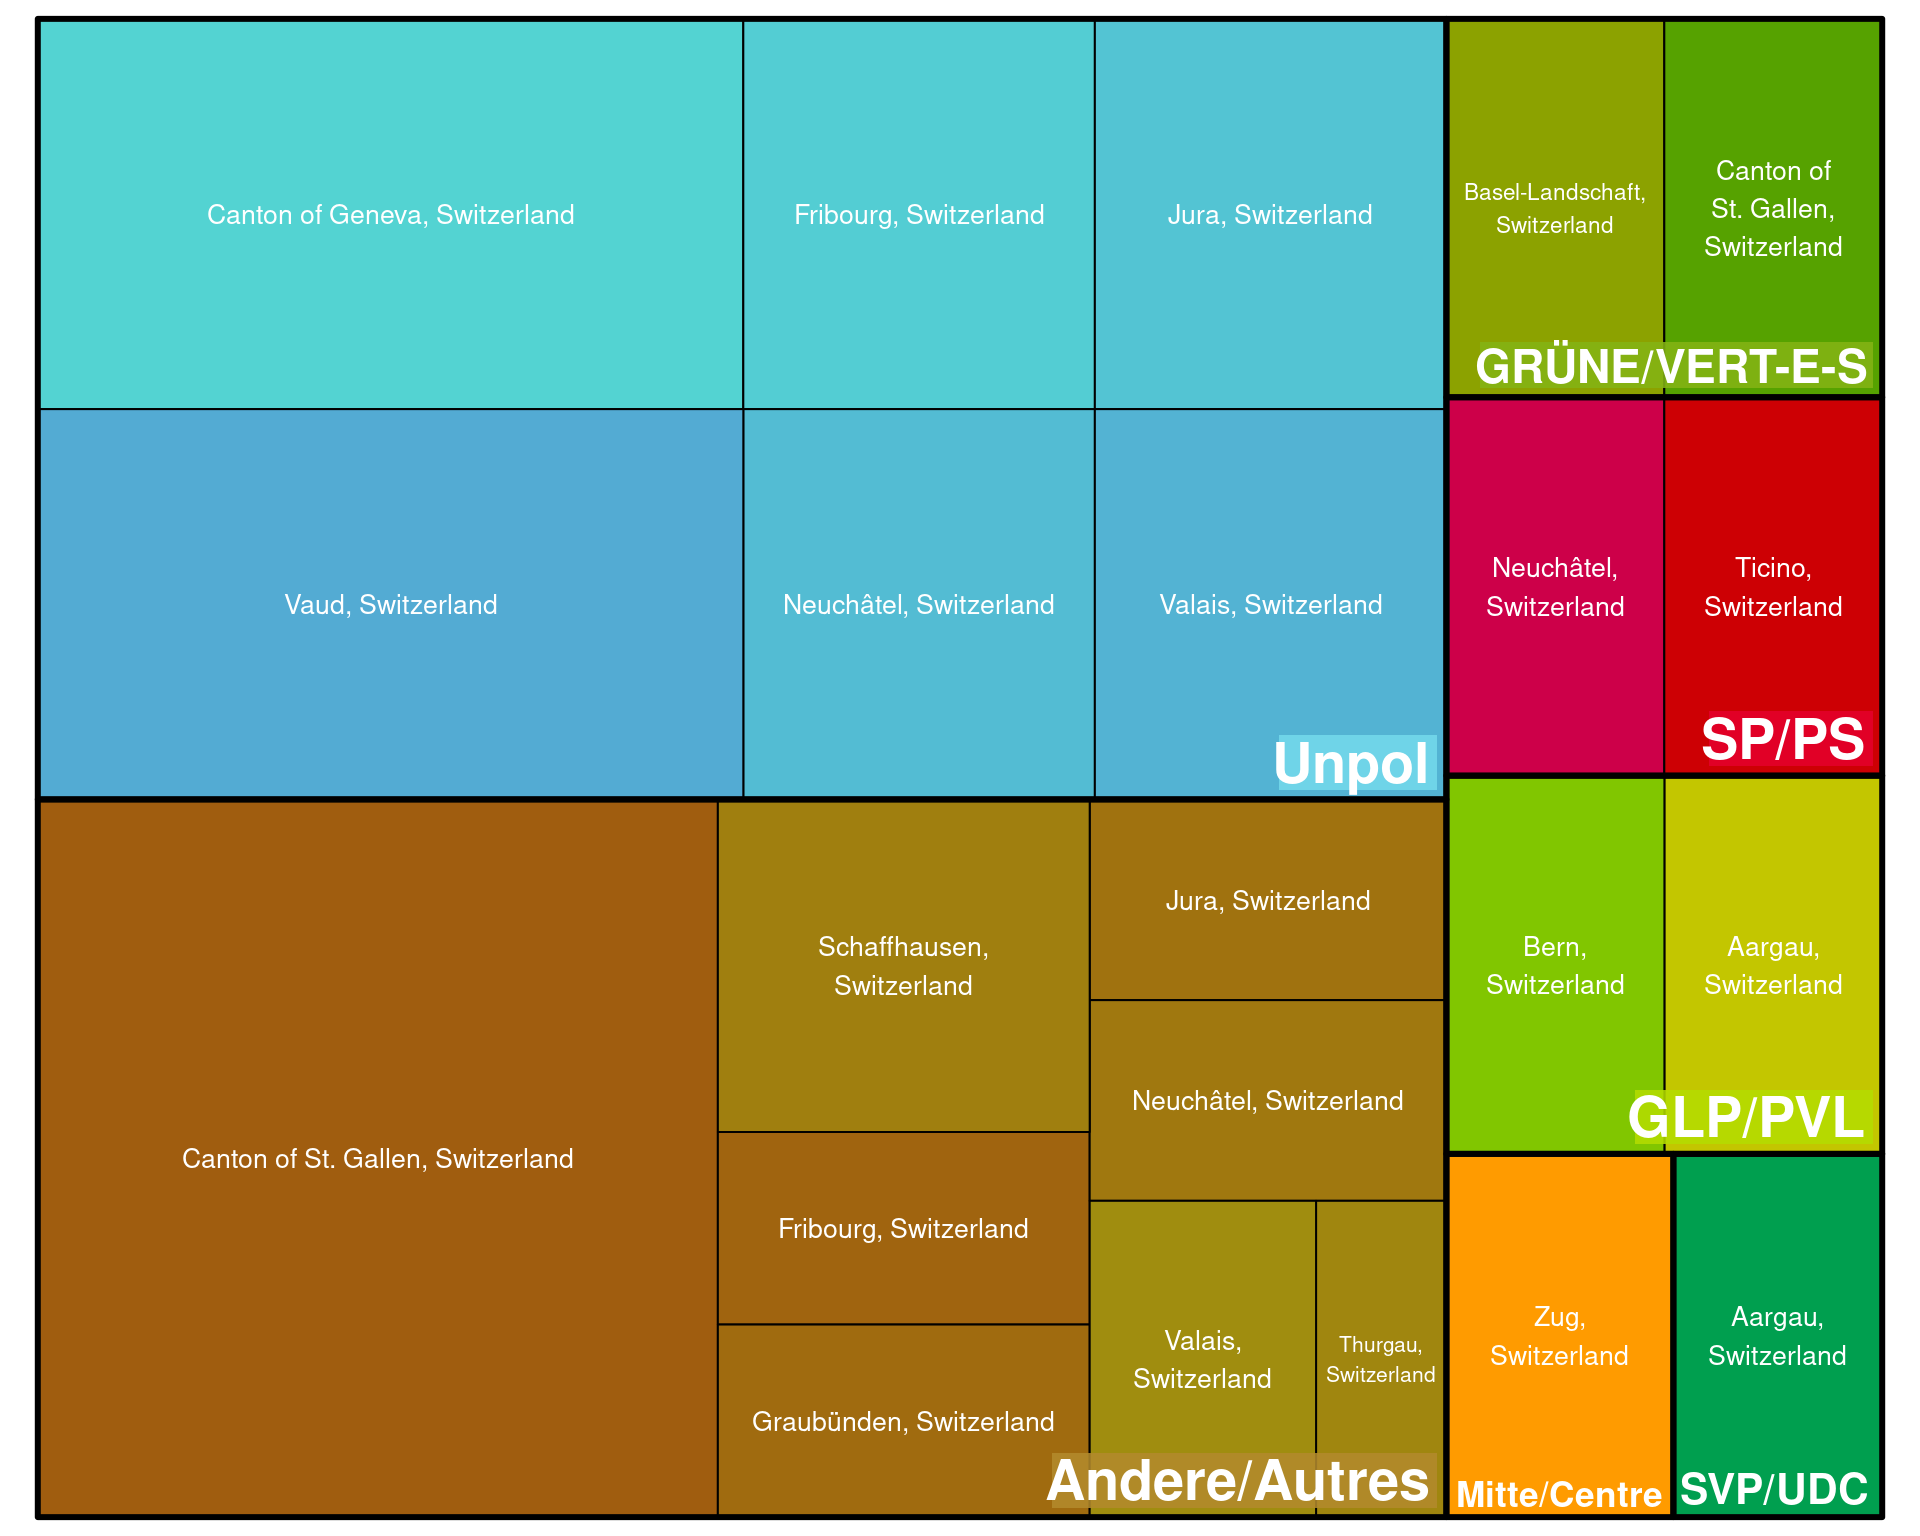 Canton of Geneva, Switzerland
Fribourg, Switzerland
Jura, Switzerland
Vaud, Switzerland
Neuchâtel, Switzerland
Valais, Switzerland
Unpol
Canton of St. Gallen, Switzerland
Schaffhausen,
Switzerland
Fribourg, Switzerland
Graubünden, Switzerland
Jura, Switzerland
Neuchâtel, Switzerland
Valais,
Switzerland
Thurgau,
Switzerland
Andere/Autres
Basel-Landschaft,
Switzerland
Canton of
St. Gallen,
Switzerland
GRÜNE/VERT-E-S
Neuchâtel,
Switzerland
Ticino,
Switzerland
SP/PS
Bern,
Switzerland
Aargau,
Switzerland
GLP/PVL
Zug,
Switzerland
Mitte/Centre
Aargau,
Switzerland
SVP/UDC